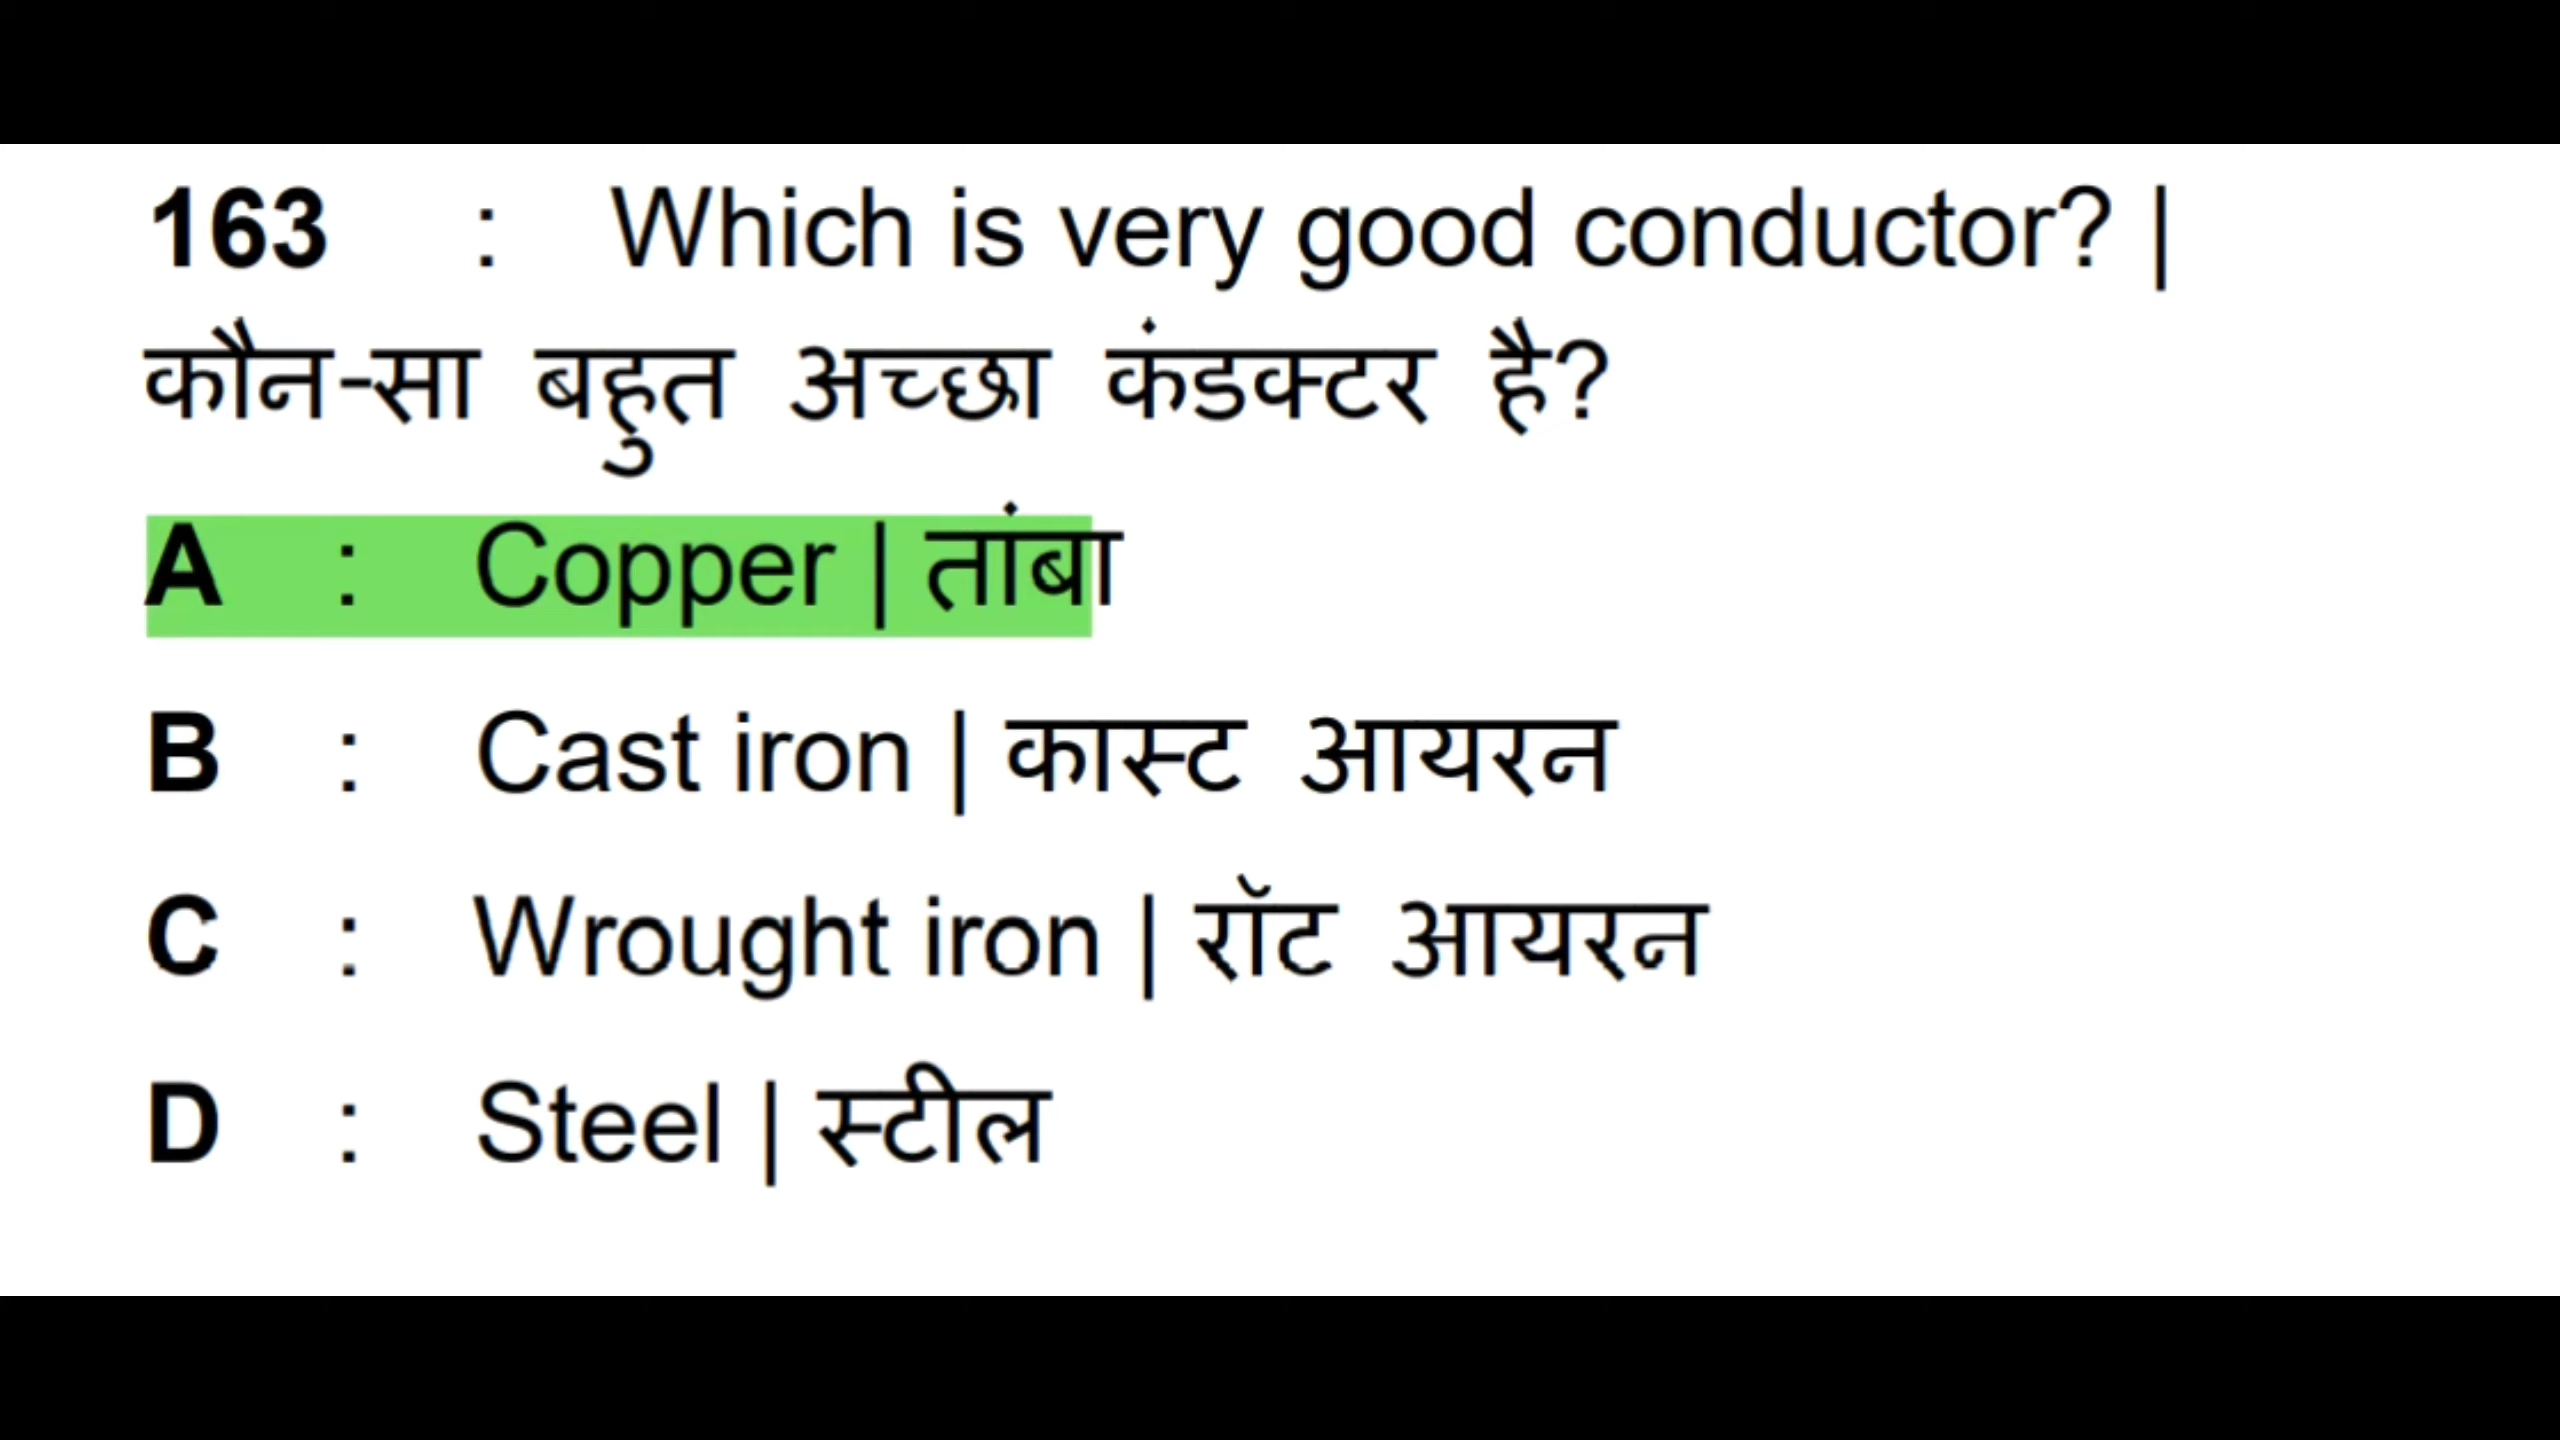 163 : Which is very good conductor? |
कौन-सा बहुत अच्छा कंडक्टर है?
A : Copper | तांबा
B : Cast iron | कास्ट आयरन
C : Wrought iron | रॉट आयरन
D : Steel | स्टील